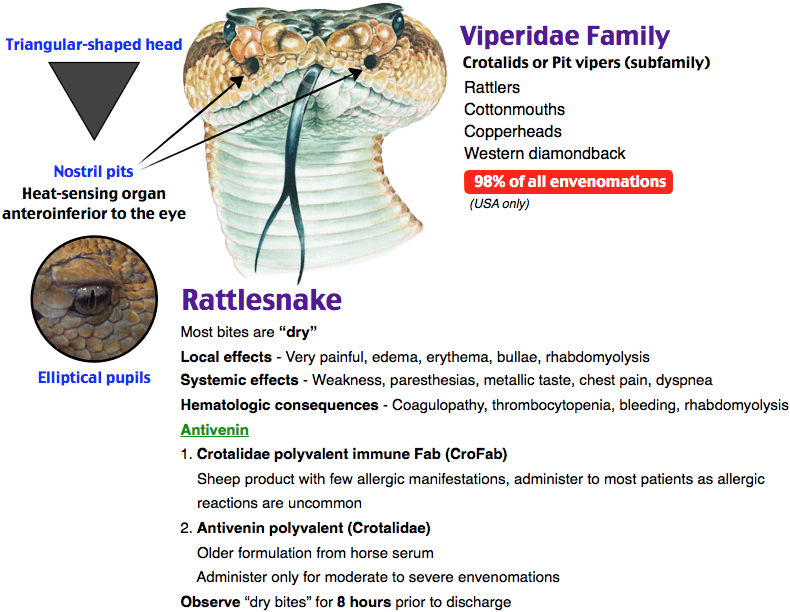 Triangular-shaped head
Nostril pits
Heat-sensing organ
anteroinferior to the eye
Elliptical pupils
Viperidae Family
Crotalids or Pit vipers (subfamily)
Rattlers
Cottonmouths
Copperheads
Western diamondback
98% of all envenomations
(USA only)
Rattlesnake
Most bites are “dry”
Local effects - Very painful, edema, erythema, bullae, rhabdomyolysis
Systemic effects - Weakness, paresthesias, metallic taste, chest pain, dyspnea
Hematologic consequences - Coagulopathy, thrombocytopenia, bleeding, rhabdomyolysis
Antivenin
1. Crotalidae polyvalent immune Fab (CroFab)
Sheep product with few allergic manifestations, administer to most patients as allergic
reactions are uncommon
2. Antivenin polyvalent (Crotalidae)
Older formulation from horse serum
Administer only for moderate to severe envenomations
Observe “dry bites” for 8 hours prior to discharge